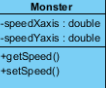 Monster
-speedXaxis : double
-speedYaxis : double
+getSpeed()
+setSpeed()